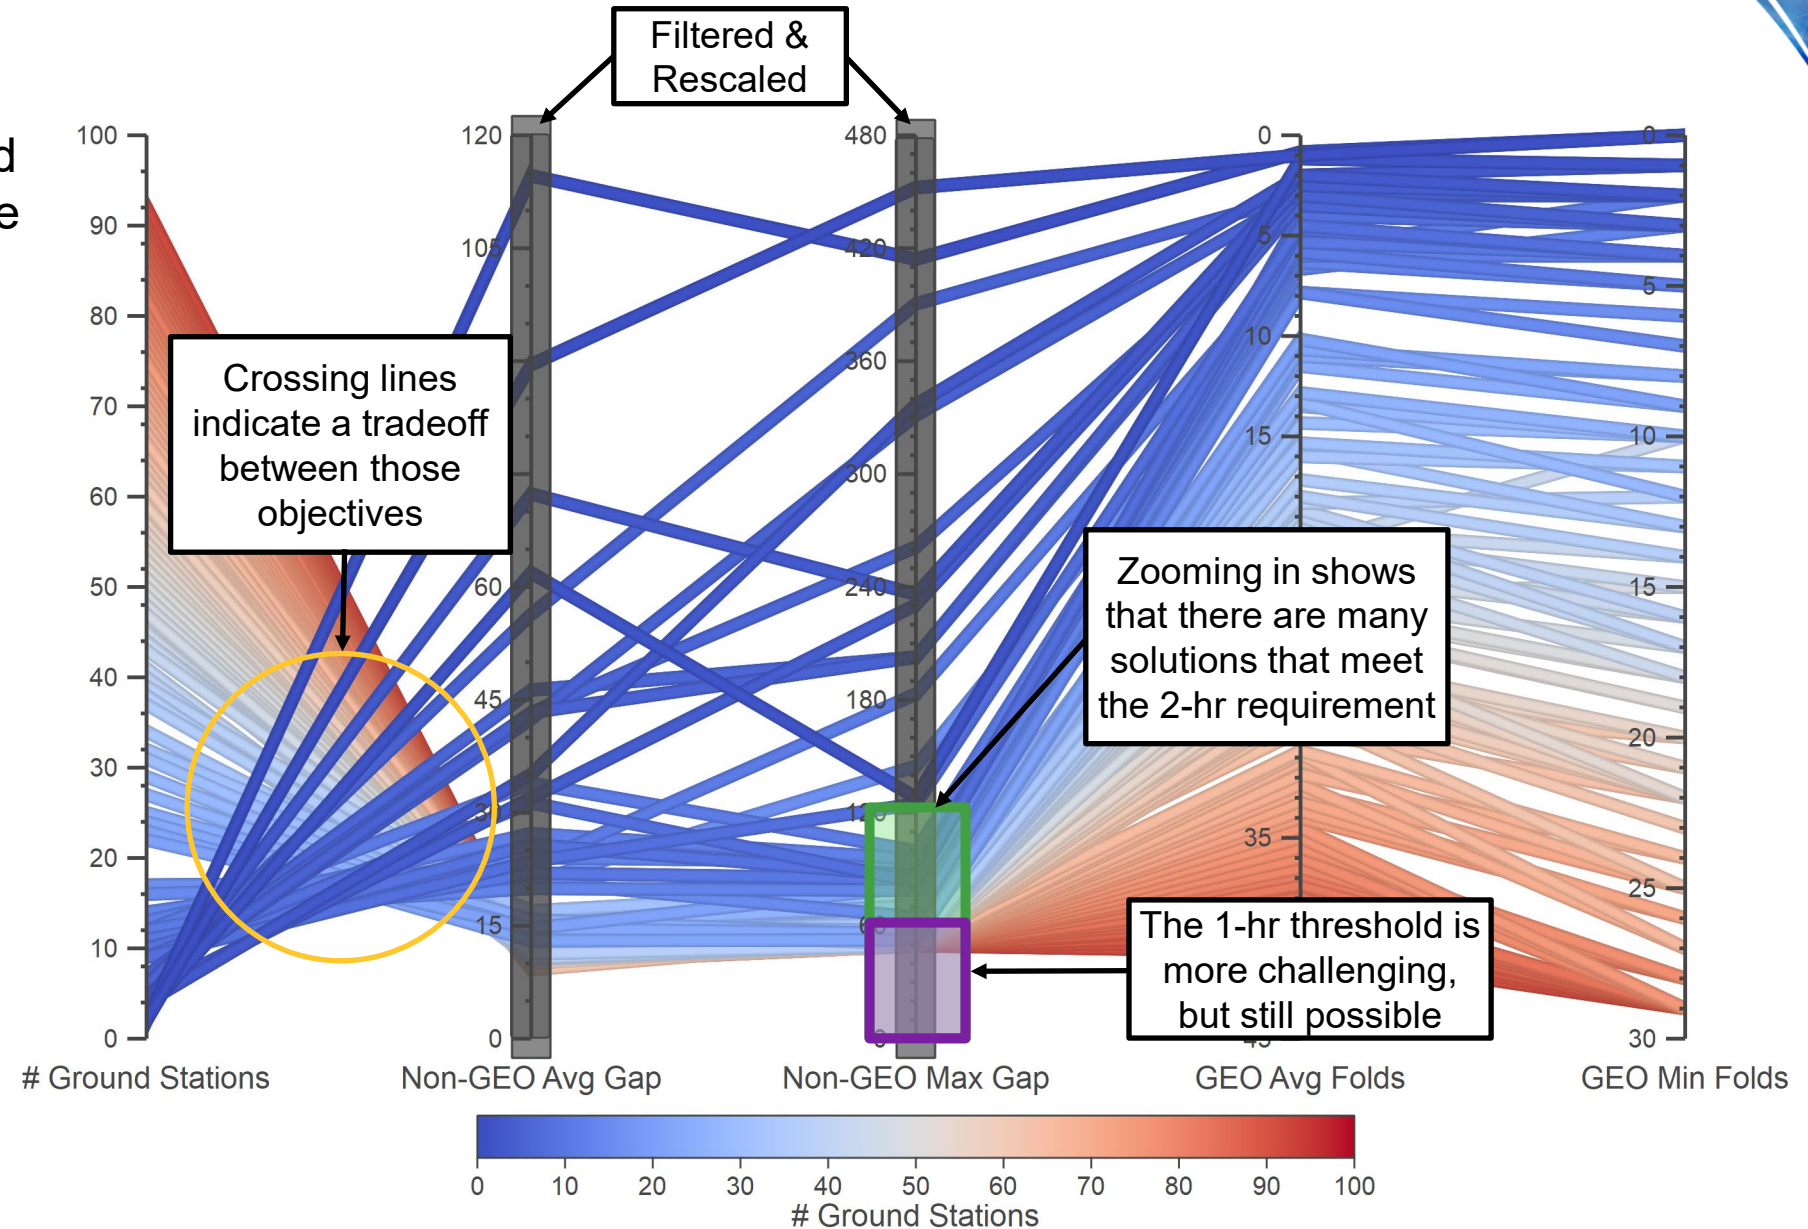 Filtered &
Rescaled
d
e
100
90
80
70
60
50
40
30
20
10
0
# Ground Stations
Crossing lines
indicate a tradeoff
between those
objectives
120
105
60
45
30
15
0
Non-GEO Avg Gap
480
420
360
300
240
180
120
60
0
Non-GEO Max Gap
Zooming in shows
that there are many
solutions that meet
the 2-hr requirement
The 1-hr threshold is
more challenging,
but still possible
0
5
10
15
35
45
GEO Avg Folds
0
5
10
15
20
25
30
GEO Min Folds
0 10 20 30 40 50 60 70 80 90 100
# Ground Stations